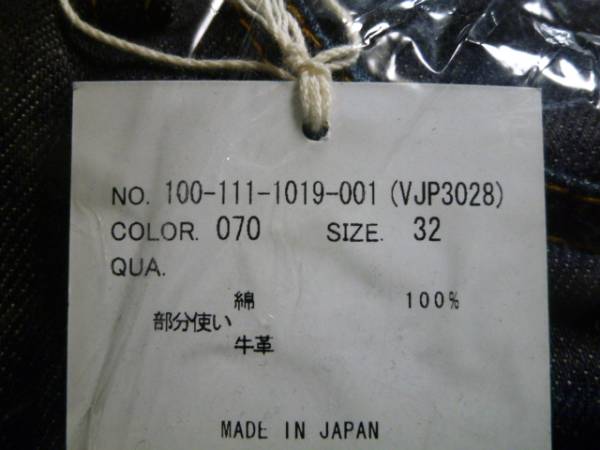 NO. 100-111-1019-001 (VJP3028)
COLOR. 070 SIZE. 32
QUA.
綿 100%
部分使い
牛革
MADE IN JAPAN